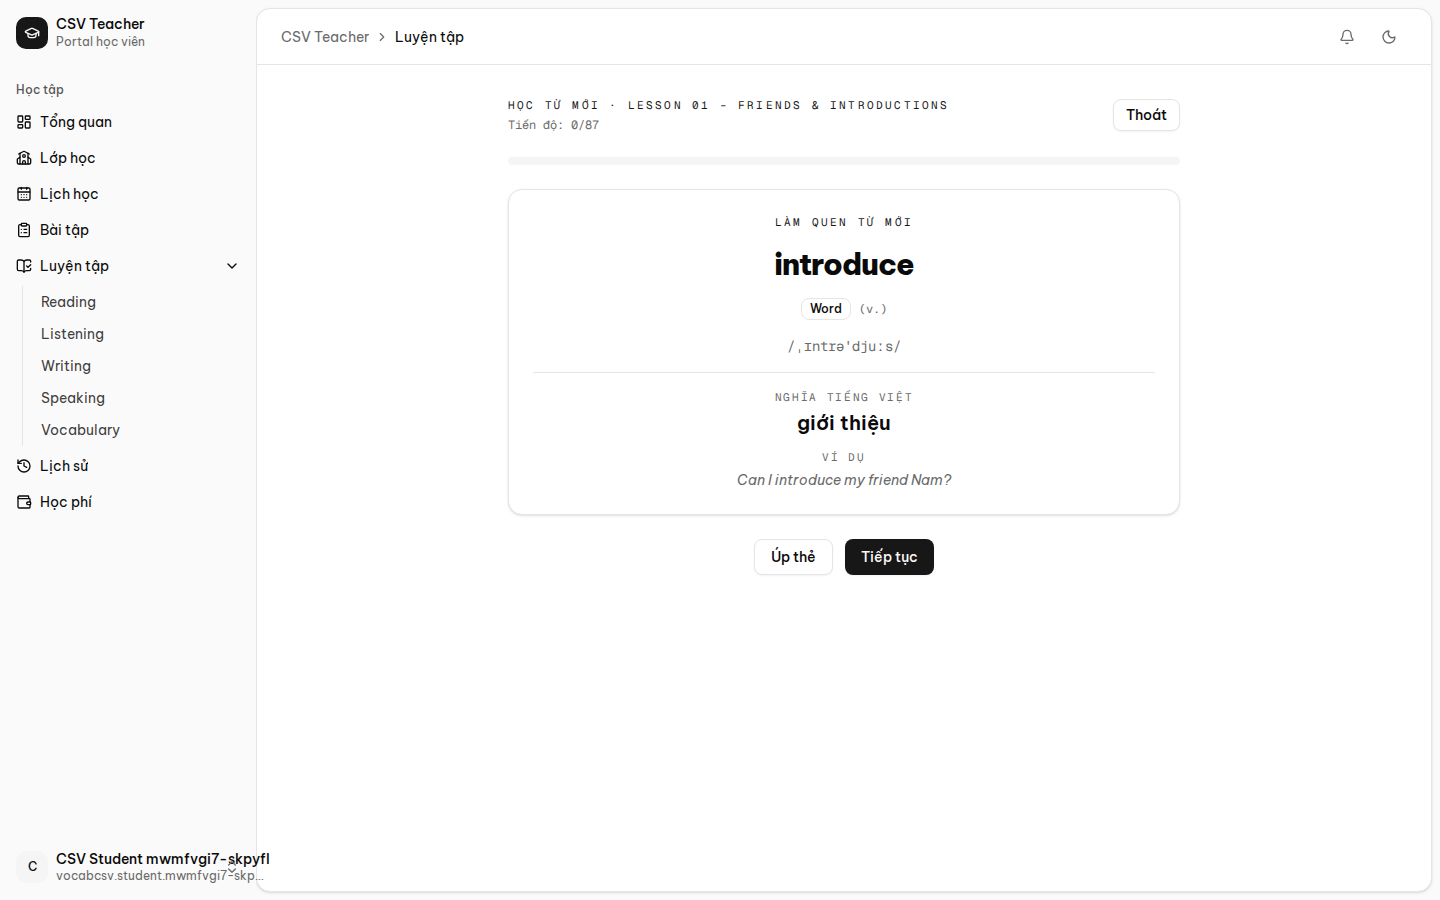 CSV Teacher
Portal học viên
Học tập
Tổng quan
Lớp học
Lịch học
Bài tập
Luyện tập
Reading
Listening
Writing
Speaking
Vocabulary
Lịch sử
Học phí
C
CSV Student mwmfvgi7-skpyfl
vocabcsv.student.mwmfvgi7-skp...
CSV Teacher > Luyện tập
HỌC TỪ MỚI · LESSON 01 – FRIENDS & INTRODUCTIONS
Tiến độ: 0/87
Thoát
LÀM QUEN TỪ MỚI
introduce
Word (v.)
/ˌɪntrəˈdjuːs/
NGHĨA TIẾNG VIỆT
giới thiệu
VÍ DỤ
Can I introduce my friend Nam?
Úp thẻ
Tiếp tục